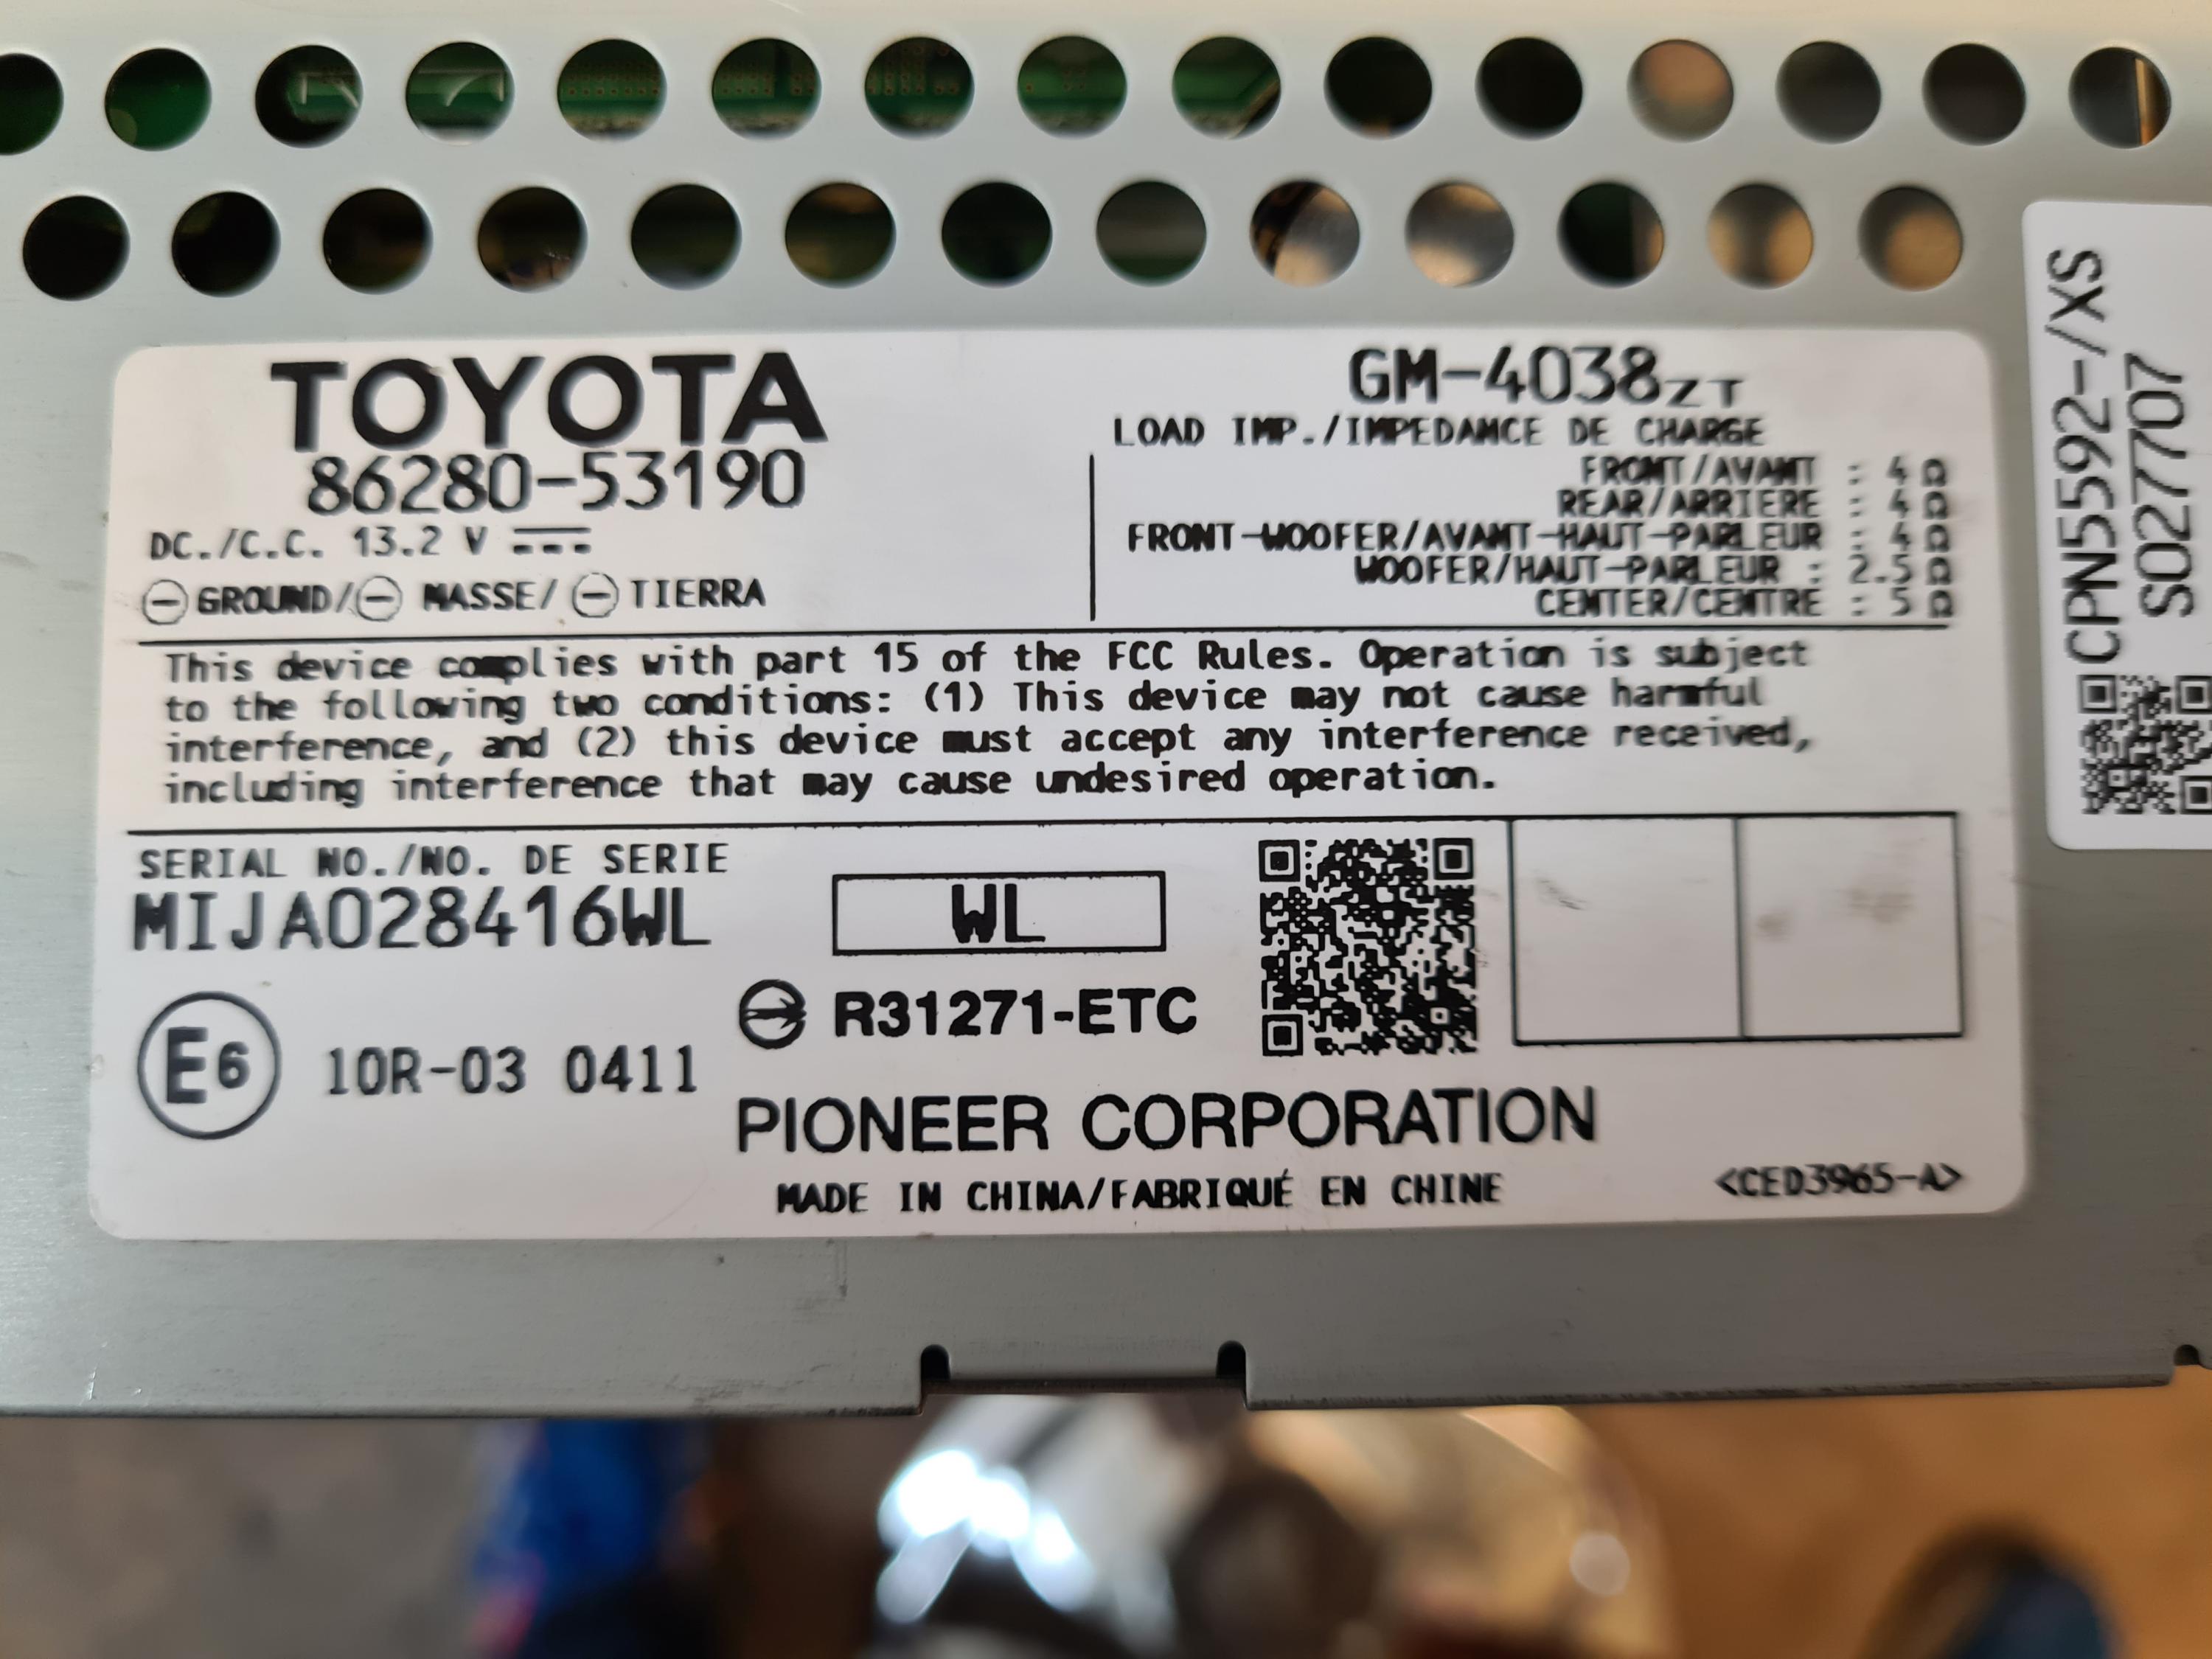 TOYOTA
86280-53190
DC./C.C. 13.2 V
⊖ GROUND/⊖ MASSE/ ⊖ TIERRA
GM-4038ZT
LOAD IMP./IMPEDANCE DE CHARGE
FRONT/AVANT : 4 Ω
REAR/ARRIERE : 4 Ω
FRONT-WOOFER/AVANT-HAUT-PARLEUR : 4 Ω
WOOFER/HAUT-PARLEUR : 2.5 Ω
CENTER/CENTRE : 5 Ω
This device complies with part 15 of the FCC Rules. Operation is subject
to the following two conditions: (1) This device may not cause harmful
interference, and (2) this device must accept any interference received,
including interference that may cause undesired operation.
SERIAL NO./NO. DE SERIE
MIJA028416WL
WL
R31271-ETC
E6 10R-03 0411
PIONEER CORPORATION
MADE IN CHINA/FABRIQUÉ EN CHINE
<CED3965-A>
CPN5592-/XS
S027707